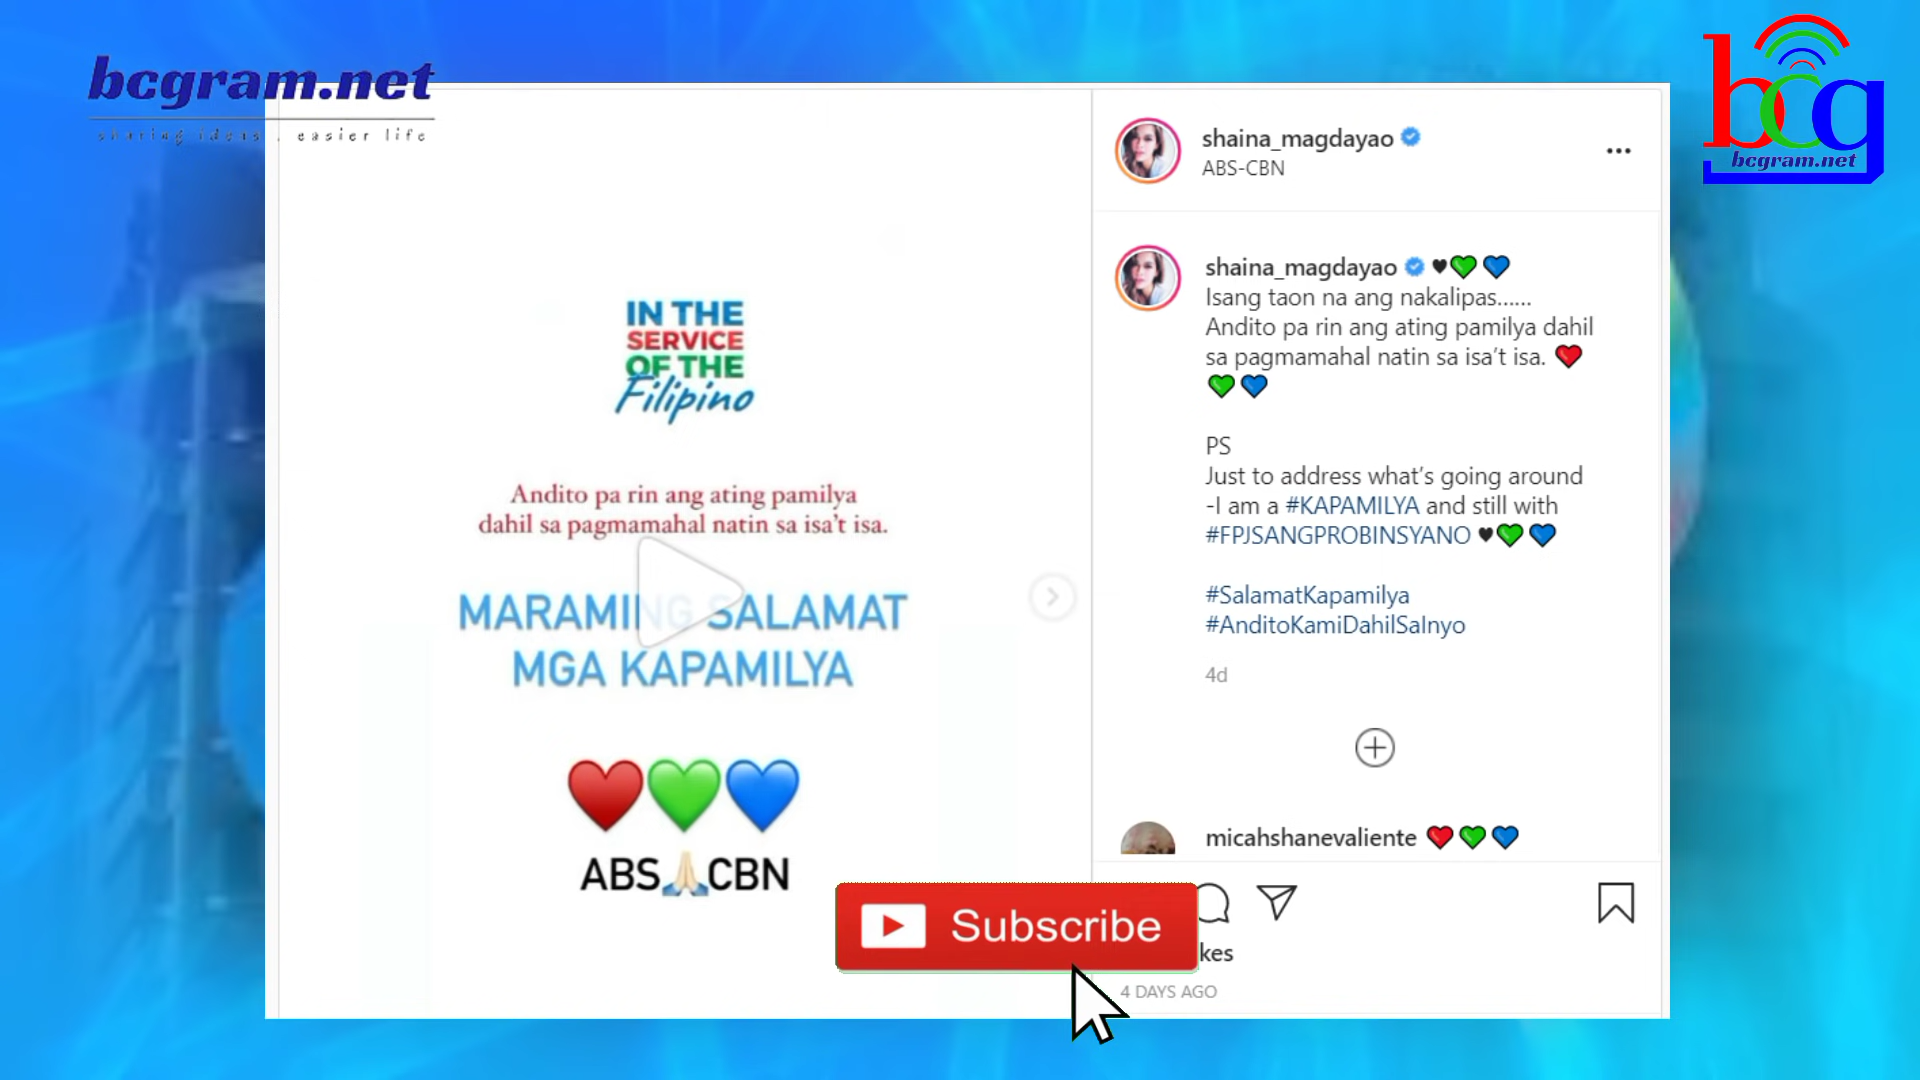 bcgram.net
sharing ideas . easier life
bcg
bcgram.net
IN THE
SERVICE
OF THE
Filipino
Andito pa rin ang ating pamilya
dahil sa pagmamahal natin sa isa't isa.
MARAMING SALAMAT
MGA KAPAMILYA
❤️💚💙
ABS🙏🏻CBN
shaina_magdayao
ABS-CBN
shaina_magdayao ♥💚💙
Isang taon na ang nakalipas......
Andito pa rin ang ating pamilya dahil
sa pagmamahal natin sa isa't isa. ❤️
💚💙
PS
Just to address what's going around
-I am a #KAPAMILYA and still with
#FPJSANGPROBINSYANO ♥💚💙
#SalamatKapamilya
#AnditoKamiDahilSaInyo
4d
micahshanevaliente ❤️💚💙
Subscribe
kes
4 DAYS AGO